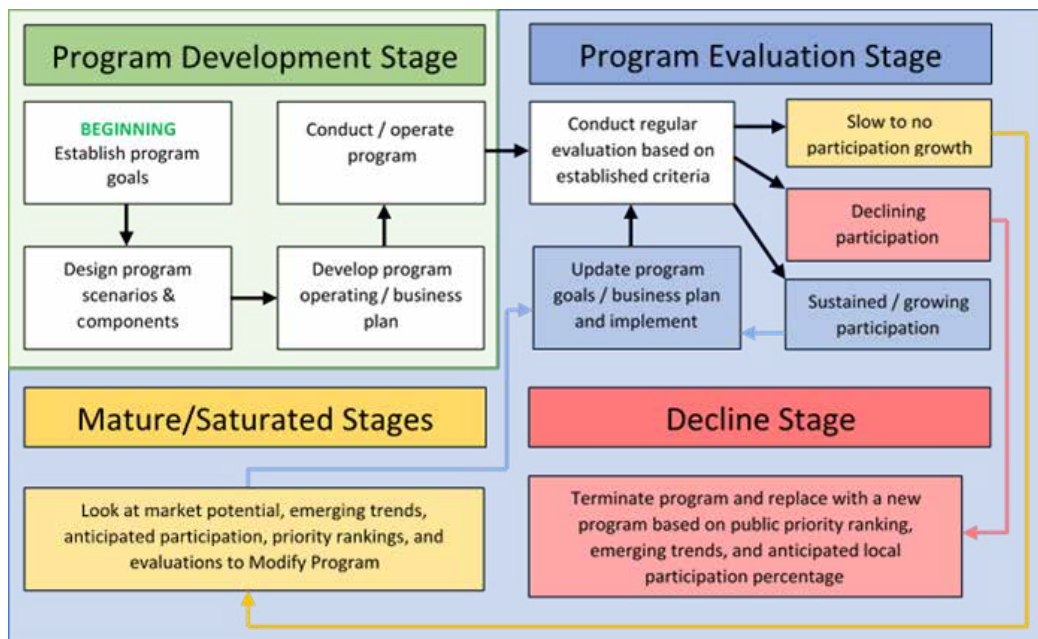 Program Development Stage
BEGINNING
Establish program
goals
Design program
scenarios &
components
Develop program
operating / business
plan
Conduct / operate
program
Program Evaluation Stage
Conduct regular
evaluation based on
established criteria
Slow to no
participation growth
Declining
participation
Sustained / growing
participation
Update program
goals / business plan
and implement
Mature/Saturated Stages
Look at market potential, emerging trends,
anticipated participation, priority rankings, and
evaluations to Modify Program
Decline Stage
Terminate program and replace with a new
program based on public priority ranking,
emerging trends, and anticipated local
participation percentage